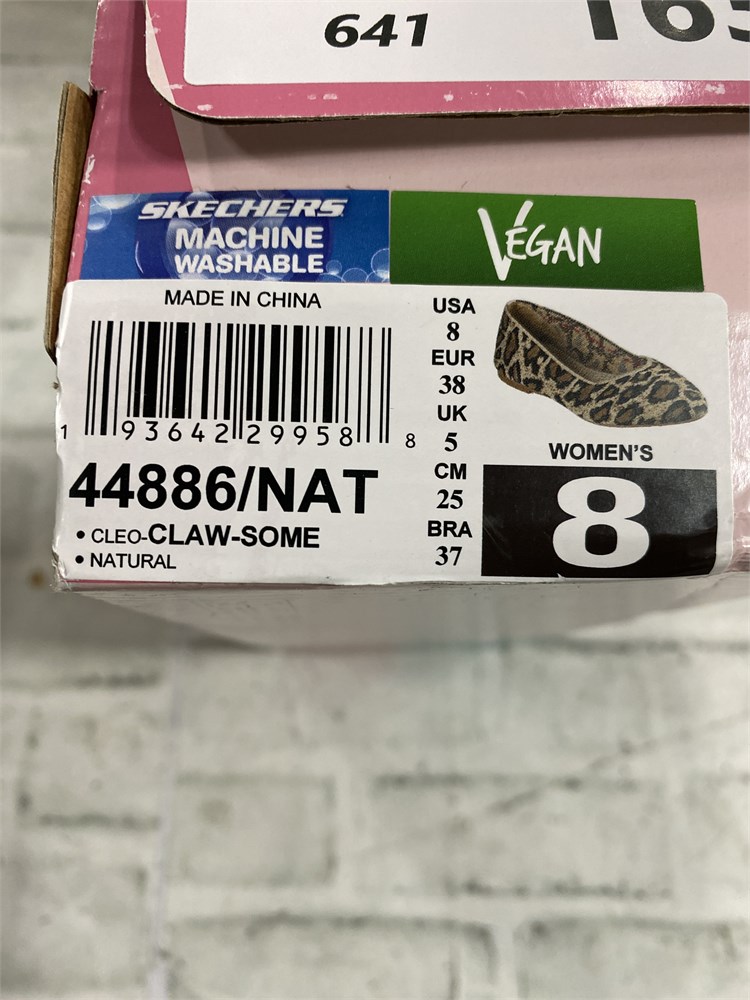 641
SKECHERS
MACHINE
WASHABLE
VEGAN
MADE IN CHINA
1 93642 29958 8
44886/NAT
• CLEO-CLAW-SOME
• NATURAL
USA
8
EUR
38
UK
5
CM
25
BRA
37
WOMEN'S
8